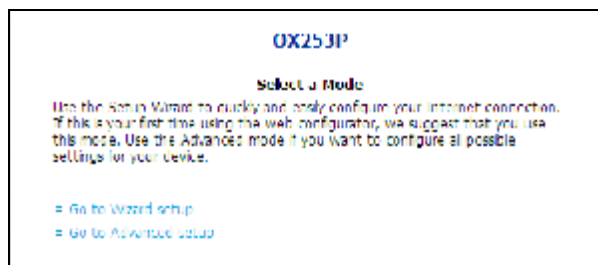 OX253P
Select a Mode
Use the Setup Wizard to quickly and easily configure your Internet connection.
If this is your first time using the web configurator, we suggest that you use
this mode. Use the Advanced mode if you want to configure all possible
settings for your device.
Go to Wizard setup
Go to Advanced setup